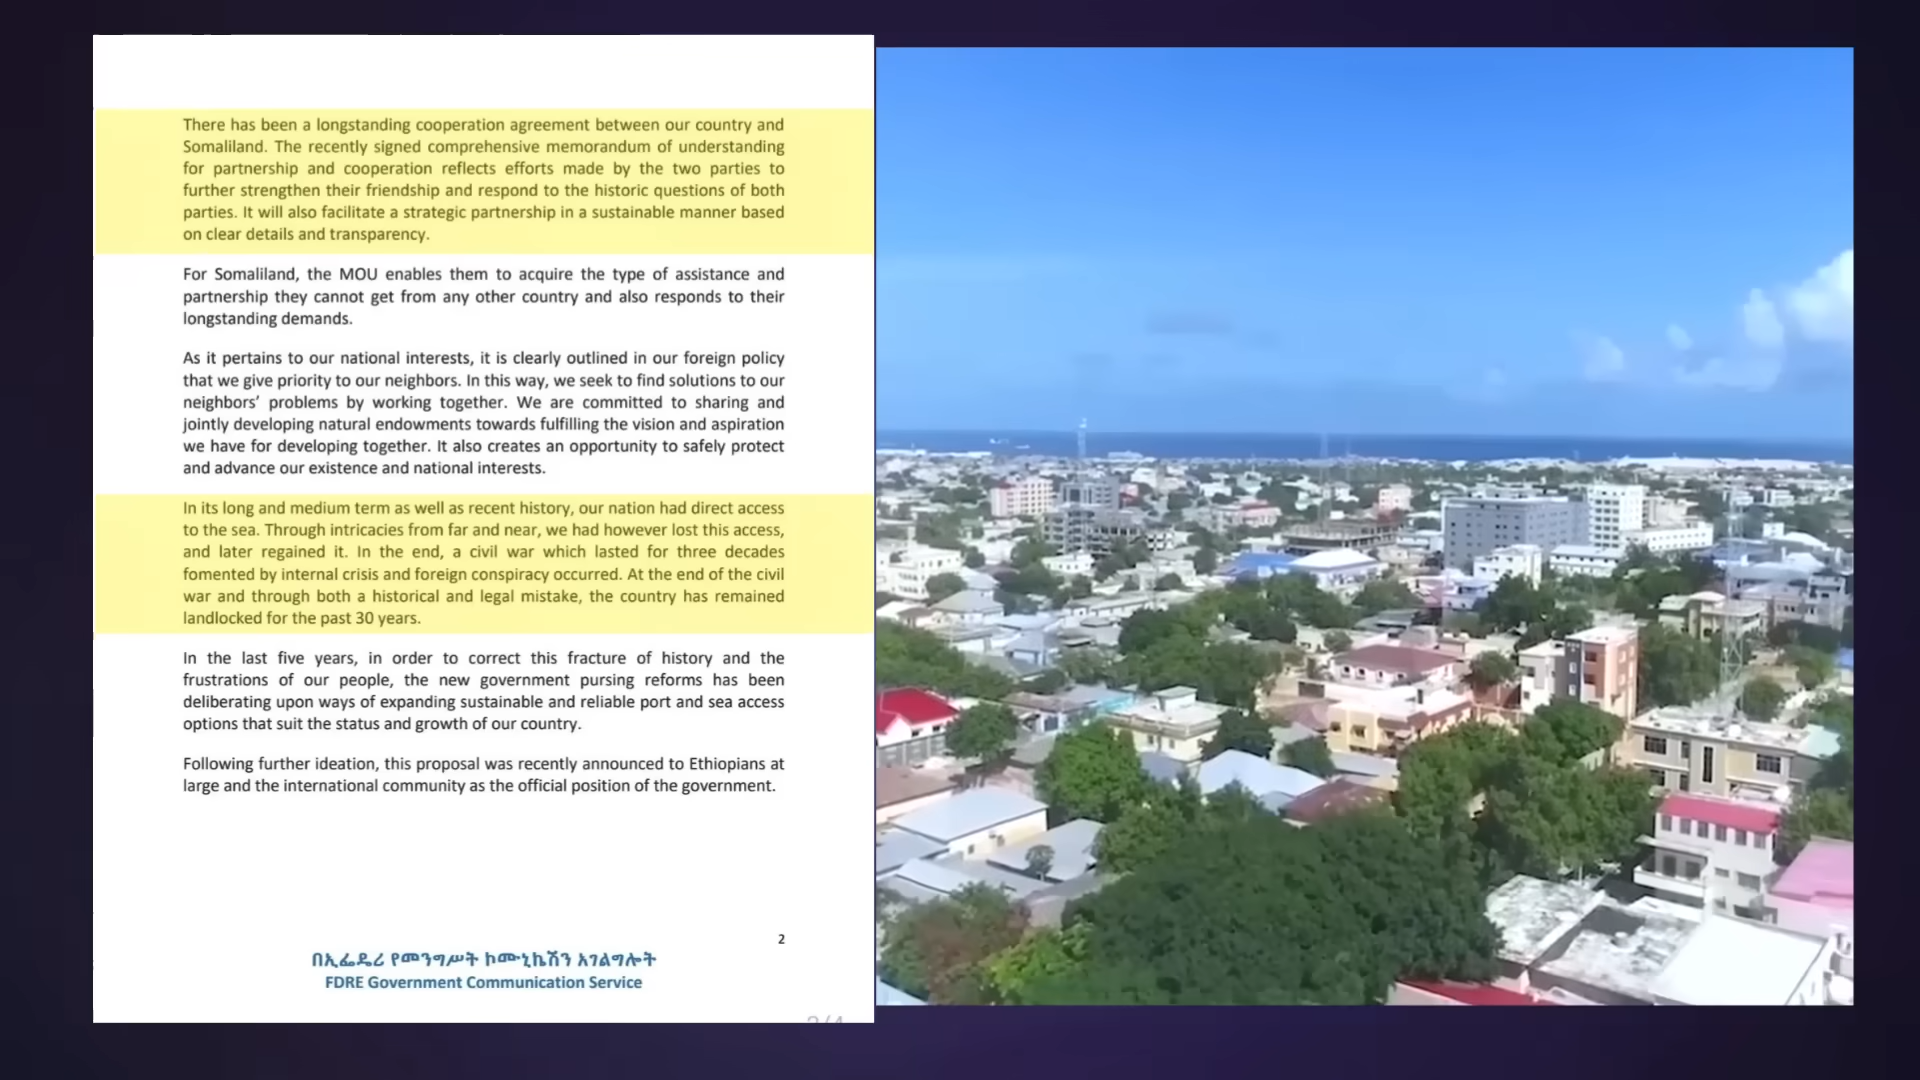 There has been a longstanding cooperation agreement between our country and
Somaliland. The recently signed comprehensive memorandum of understanding
for partnership and cooperation reflects efforts made by the two parties to
further strengthen their friendship and respond to the historic questions of both
parties. It will also facilitate a strategic partnership in a sustainable manner based
on clear details and transparency.
For Somaliland, the MOU enables them to acquire the type of assistance and
partnership they cannot get from any other country and also responds to their
longstanding demands.
As it pertains to our national interests, it is clearly outlined in our foreign policy
that we give priority to our neighbors. In this way, we seek to find solutions to our
neighbors’ problems by working together. We are committed to sharing and
jointly developing natural endowments towards fulfilling the vision and aspiration
we have for developing together. It also creates an opportunity to safely protect
and advance our existence and national interests.
In its long and medium term as well as recent history, our nation had direct access
to the sea. Through intricacies from far and near, we had however lost this access,
and later regained it. In the end, a civil war which lasted for three decades
fomented by internal crisis and foreign conspiracy occurred. At the end of the civil
war and through both a historical and legal mistake, the country has remained
landlocked for the past 30 years.
In the last five years, in order to correct this fracture of history and the
frustrations of our people, the new government pursing reforms has been
deliberating upon ways of expanding sustainable and reliable port and sea access
options that suit the status and growth of our country.
Following further ideation, this proposal was recently announced to Ethiopians at
large and the international community as the official position of the government.
2
በኢፌዴሪ የመንግሥት ኮሙኒኬሽን አገልግሎት
FDRE Government Communication Service